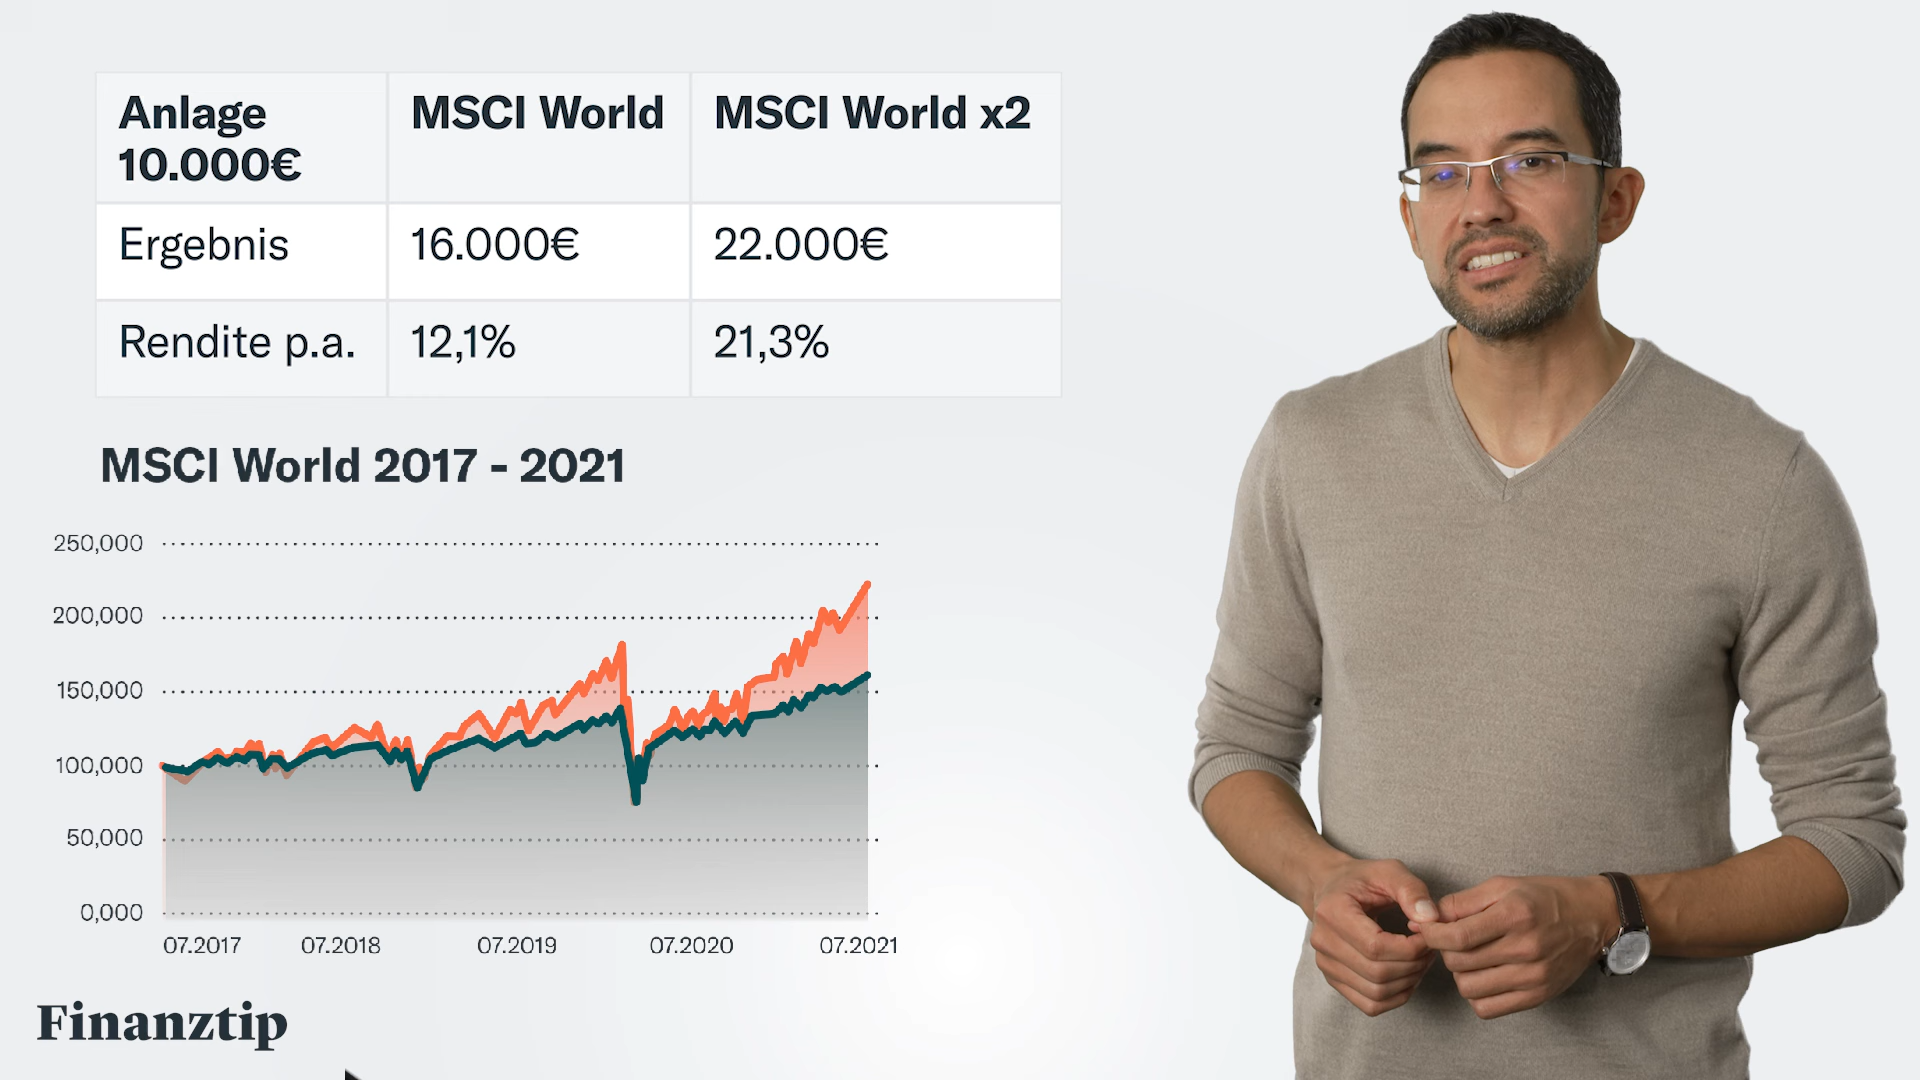 Anlage
10.000€
MSCI World
MSCI World x2
Ergebnis
16.000€
22.000€
Rendite p.a.
12,1%
21,3%
MSCI World 2017 - 2021
250,000
200,000
150,000
100,000
50,000
0,000
07.2017
07.2018
07.2019
07.2020
07.2021
Finanztip